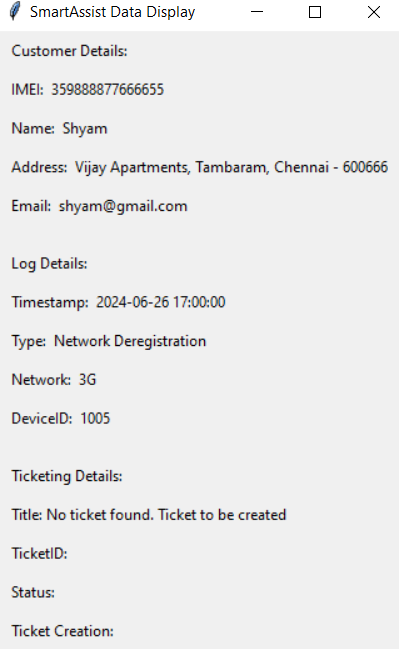 SmartAssist Data Display
Customer Details:
IMEI: 359888877666655
Name: Shyam
Address: Vijay Apartments, Tambaram, Chennai - 600666
Email: shyam@gmail.com
Log Details:
Timestamp: 2024-06-26 17:00:00
Type: Network Deregistration
Network: 3G
DeviceID: 1005
Ticketing Details:
Title: No ticket found. Ticket to be created
TicketID:
Status:
Ticket Creation: